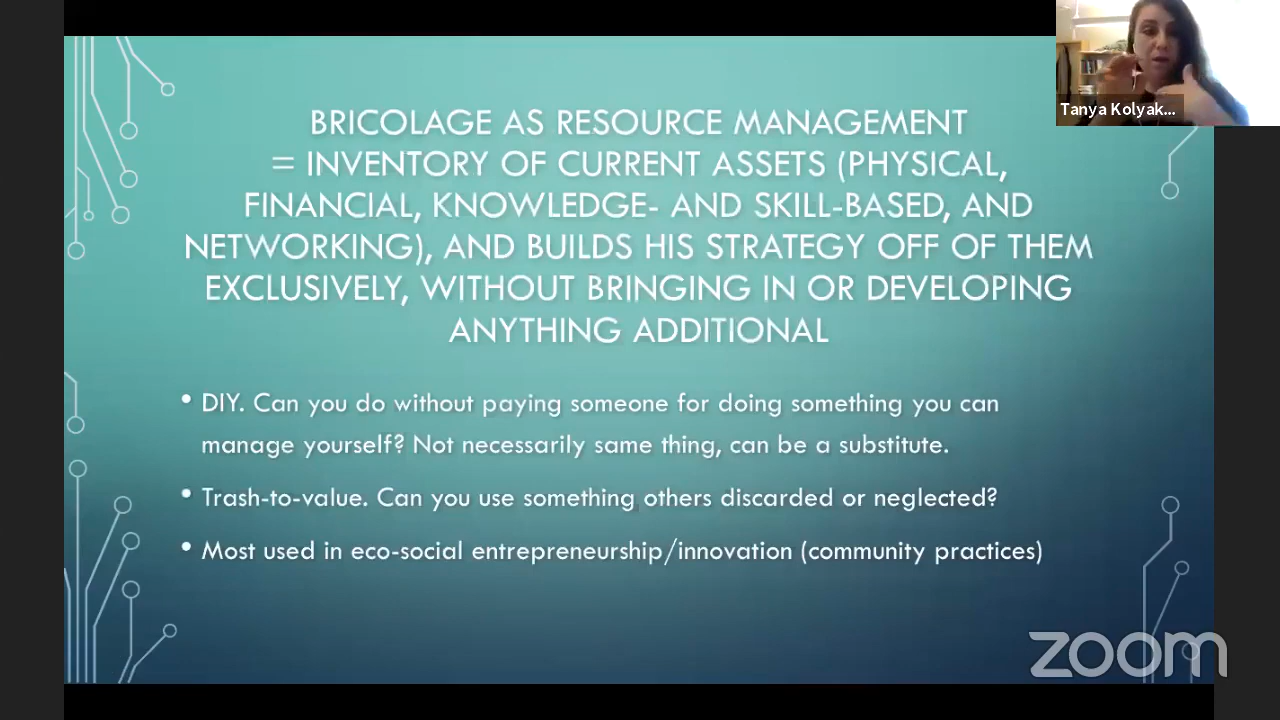 BRICOLAGE AS RESOURCE MANAGEMENT
= INVENTORY OF CURRENT ASSETS (PHYSICAL,
FINANCIAL, KNOWLEDGE- AND SKILL-BASED, AND
NETWORKING), AND BUILDS HIS STRATEGY OFF OF THEM
EXCLUSIVELY, WITHOUT BRINGING IN OR DEVELOPING
ANYTHING ADDITIONAL
• DIY. Can you do without paying someone for doing something you can
manage yourself? Not necessarily same thing, can be a substitute.
• Trash-to-value. Can you use something others discarded or neglected?
• Most used in eco-social entrepreneurship/innovation (community practices)
Tanya Kolyak...
zoom